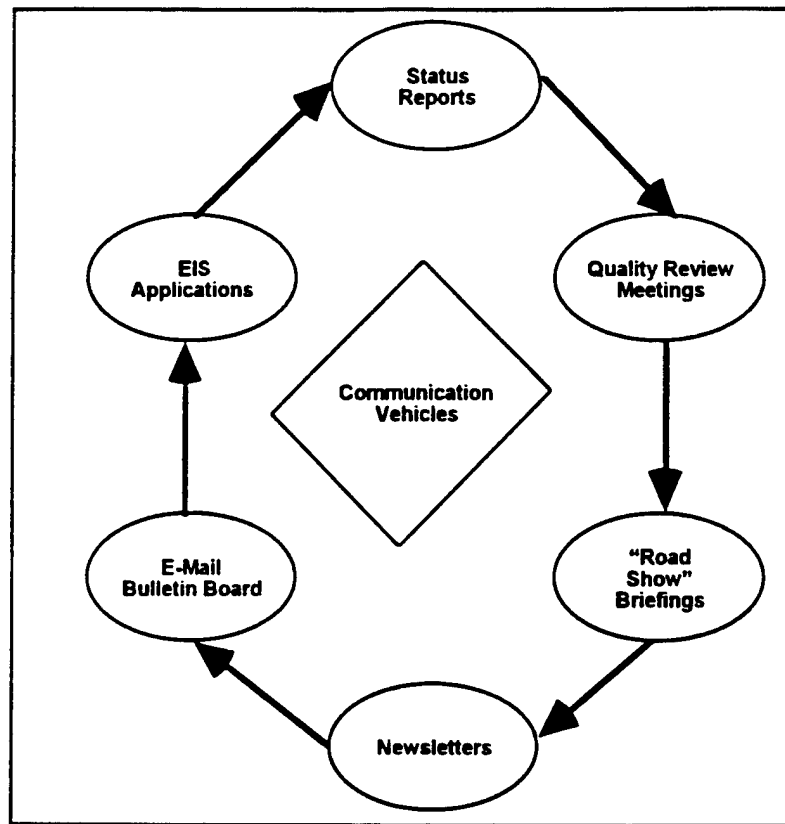 Status
Reports
EIS
Applications
Quality Review
Meetings
Communication
Vehicles
E-Mail
Bulletin Board
“Road
Show”
Briefings
Newsletters